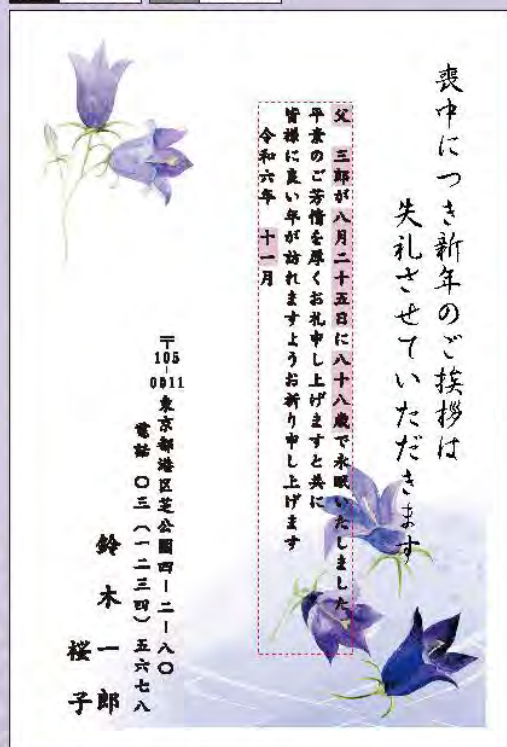 喪中につき新年のご挨拶は
失礼させていただきます
父　三郎が八月二十五日に八十八歳で永眠いたしました
平素のご芳情を厚くお礼申し上げますと共に
皆様に良い年が訪れますようお祈り申し上げます
令和六年　十一月
〒105-0011 東京都港区芝公園四ー二ー八〇
電話 〇三（一二三四）五六七八
鈴木一郎
桜子